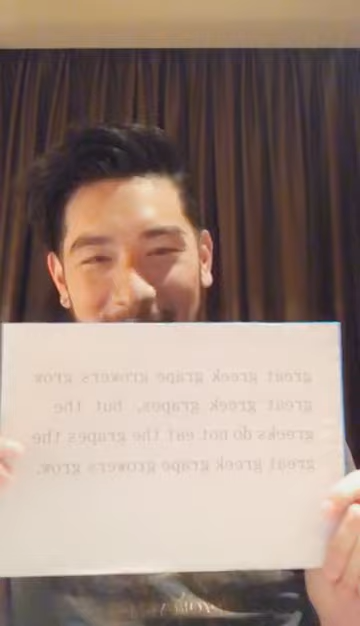 great greek grape growers grow
great greek grapes, but the
greeks do not eat the grapes the
great greek grape growers grow.